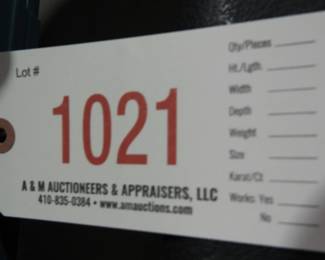 Lot #
1021
A & M AUCTIONEERS & APPRAISERS, LLC
410-835-0384 • www.amauctions.com
Qty/Pieces
Ht./Lgth.
Width
Depth
Weight
Size
Karat/Ct
Works: Yes
No